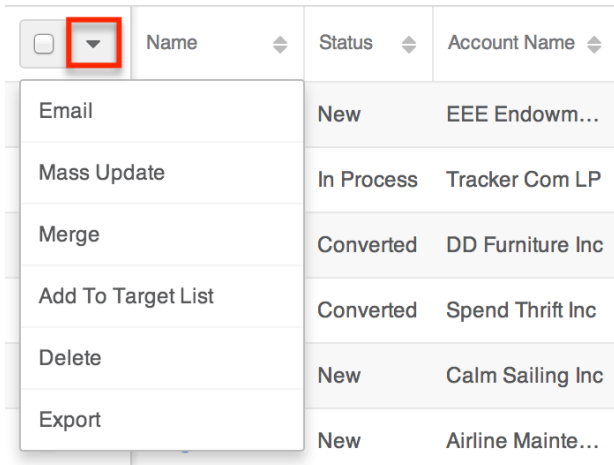 Name Status Account Name
Email
New EEE Endowm...
Mass Update
In Process Tracker Com LP
Merge
Converted DD Furniture Inc
Add To Target List
Converted Spend Thrift Inc
Delete
New Calm Sailing Inc
Export
New Airline Mainte...